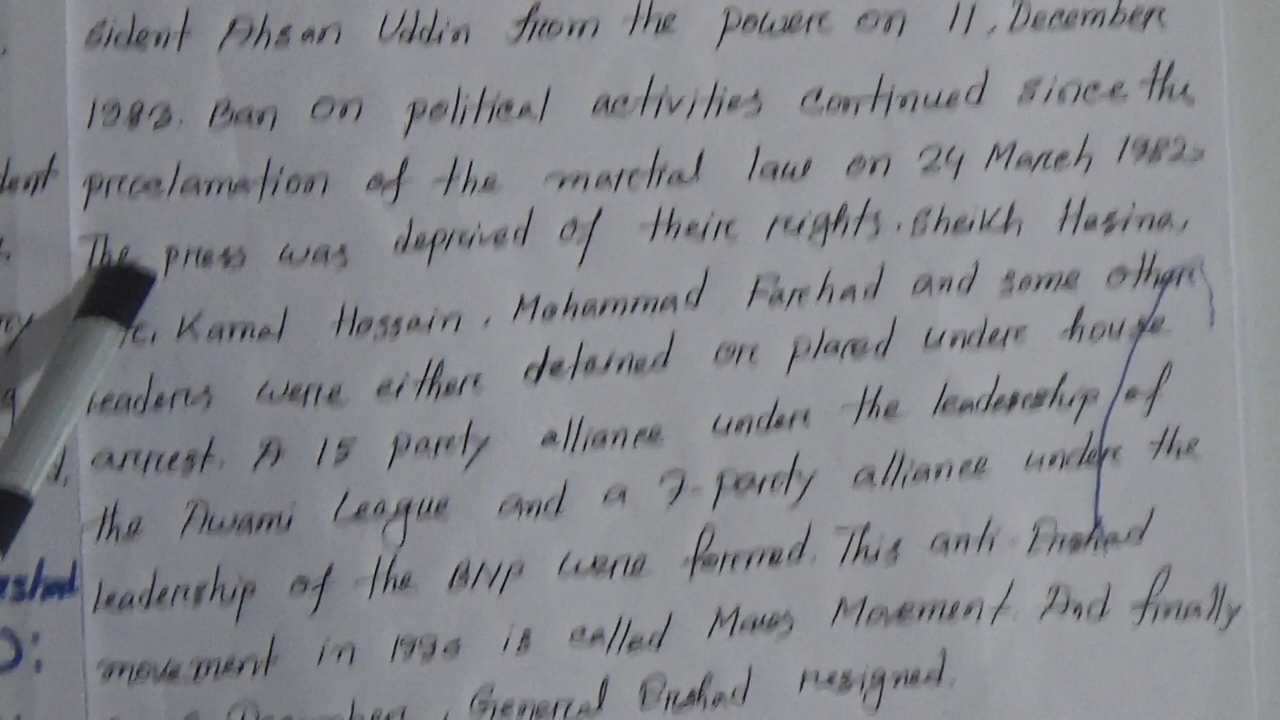 sident Ahsan Uddin from the power on 11, December
1983. Ban on political activities continued since the
dent proclamation of the martial law on 24 March 1982.
The press was deprived of their rights. Sheikh Hasina,
Kamal Hossain, Mohammad Farhad and some other
leaders were either detained or placed under house
arrest. A 15 party alliance under the leadership of
the Awami League and a 7-party alliance under the
leadership of the BNP were formed. This anti Ershad
movement in 1990 is called Mass Movement. And finally
December, General Ershad resigned.